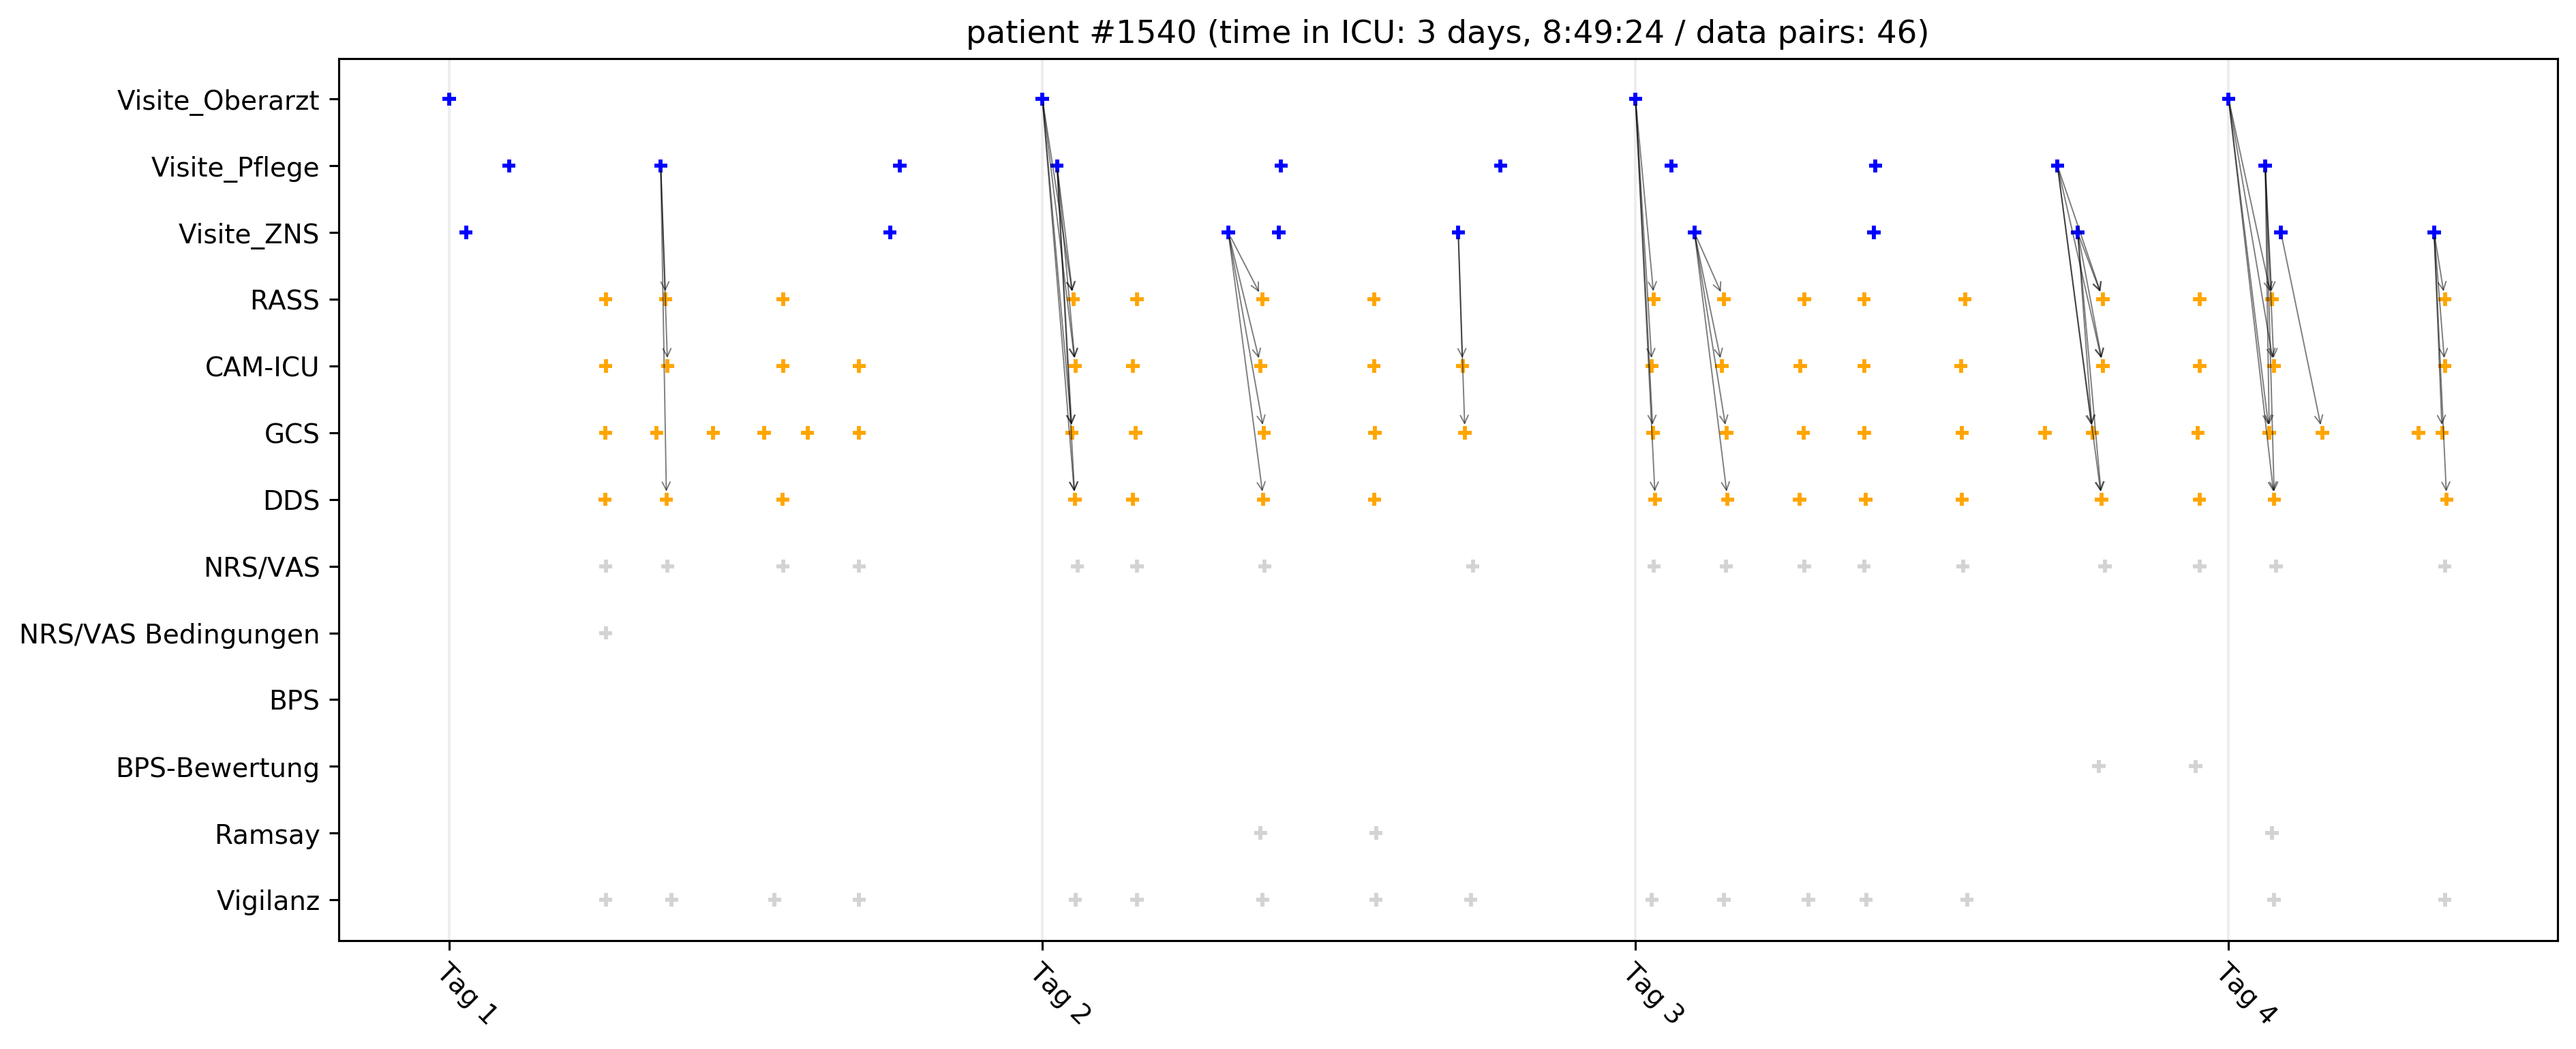 patient #1540 (time in ICU: 3 days, 8:49:24 / data pairs: 46)
Visite_Oberarzt
Visite_Pflege
Visite_ZNS
RASS
CAM-ICU
GCS
DDS
NRS/VAS
NRS/VAS Bedingungen
BPS
BPS-Bewertung
Ramsay
Vigilanz
Tag 1
Tag 2
Tag 3
Tag 4